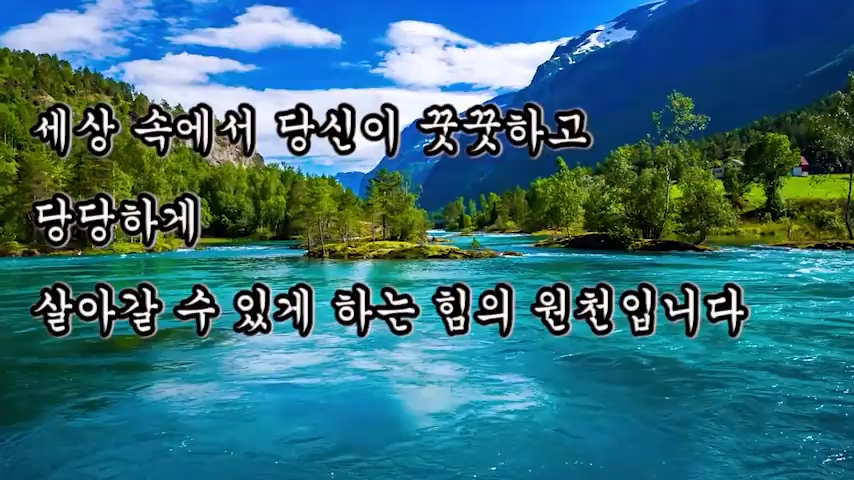 세상 속에서 당신이 꿋꿋하고
당당하게
살아갈 수 있게 하는 힘의 원천입니다